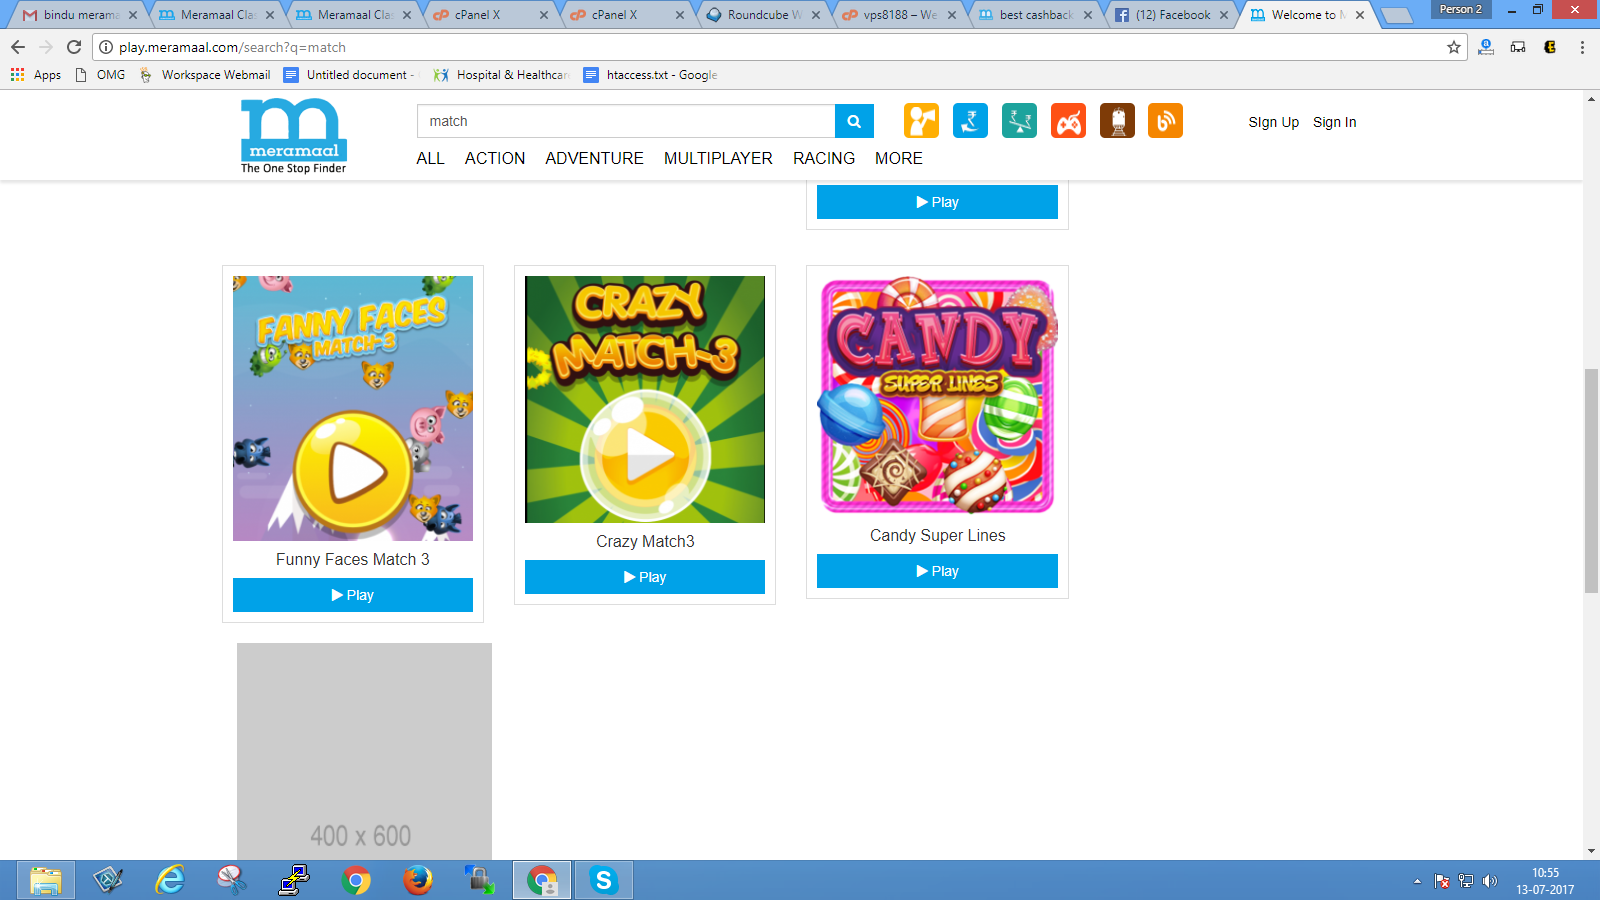 bindu merama
Meramaal Clas
Meramaal Clas
cPanel X
cPanel X
Roundcube W
vps8188 – We
best cashback
(12) Facebook
Welcome to M
Person 2
play.meramaal.com/search?q=match
Apps
OMG
Workspace Webmail
Untitled document -
Hospital & Healthcar
htaccess.txt - Google
m
meramaal
The One Stop Finder
match
SIgn Up
Sign In
ALL
ACTION
ADVENTURE
MULTIPLAYER
RACING
MORE
Play
FANNY FACES
MATCH-3
Funny Faces Match 3
Play
CRAZY
MATCH-3
Crazy Match3
Play
CANDY
SUPER LINES
Candy Super Lines
Play
400 x 600
10:55
13-07-2017